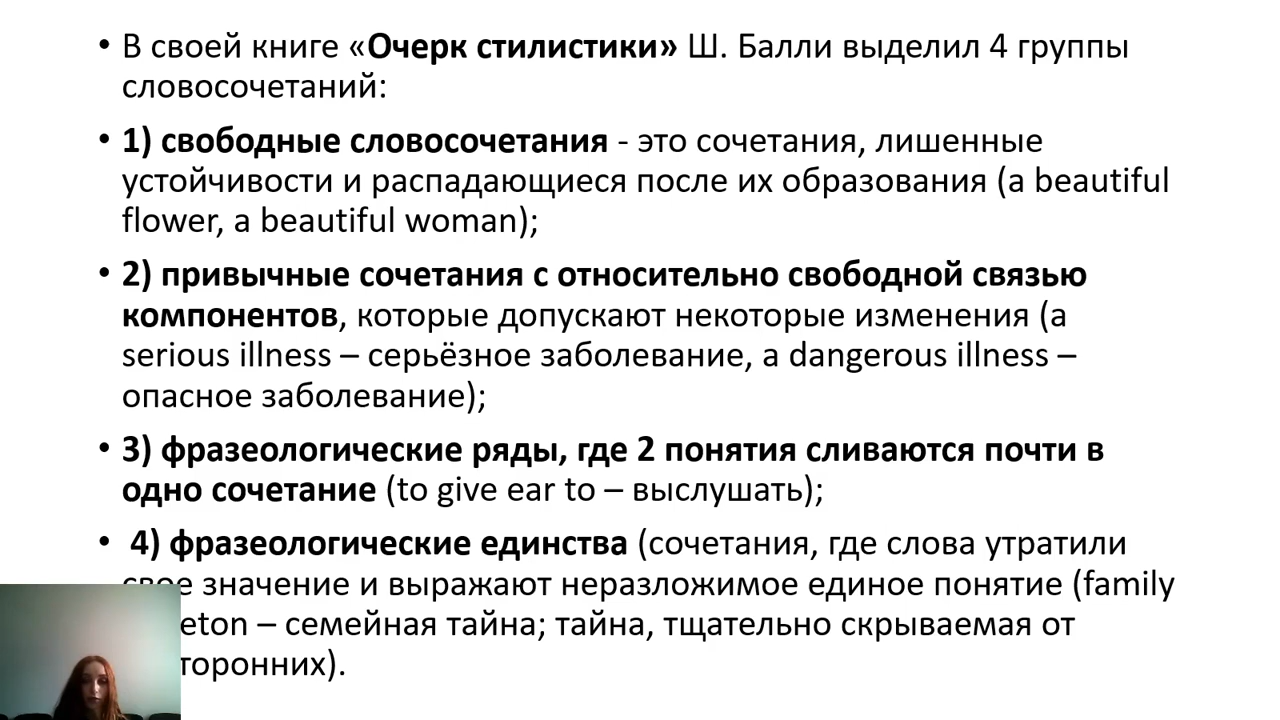 • В своей книге «Очерк стилистики» Ш. Балли выделил 4 группы
словосочетаний:
• 1) свободные словосочетания - это сочетания, лишенные
устойчивости и распадающиеся после их образования (a beautiful
flower, a beautiful woman);
• 2) привычные сочетания с относительно свободной связью
компонентов, которые допускают некоторые изменения (a
serious illness – серьёзное заболевание, a dangerous illness –
опасное заболевание);
• 3) фразеологические ряды, где 2 понятия сливаются почти в
одно сочетание (to give ear to – выслушать);
• 4) фразеологические единства (сочетания, где слова утратили
значение и выражают неразложимое единое понятие (family
eton – семейная тайна; тайна, тщательно скрываемая от
торонних).